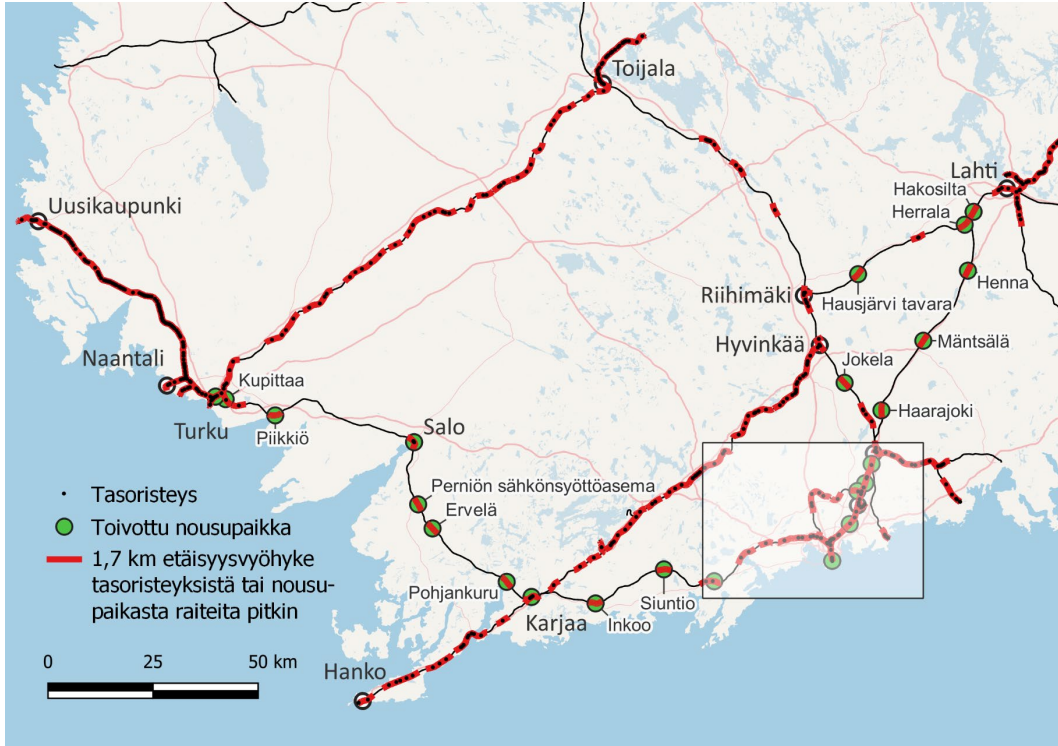 Toijala
Lahti
Hakosilta
Herrala
Uusikaupunki
Henna
Riihimäki
Hausjärvi tavara
Hyvinkää
Mäntsälä
Naantali
Jokela
Kupittaa
Haarajoki
Turku
Piikkiö
Salo
Perniön sähkönsyöttöasema
Ervelä
Pohjankuru
Siuntio
Karjaa
Inkoo
Hanko
Tasoristeys
Toivottu nousupaikka
1,7 km etäisyysvyöhyke
tasoristeyksistä tai nousu-
paikasta raiteita pitkin
0 25 50 km